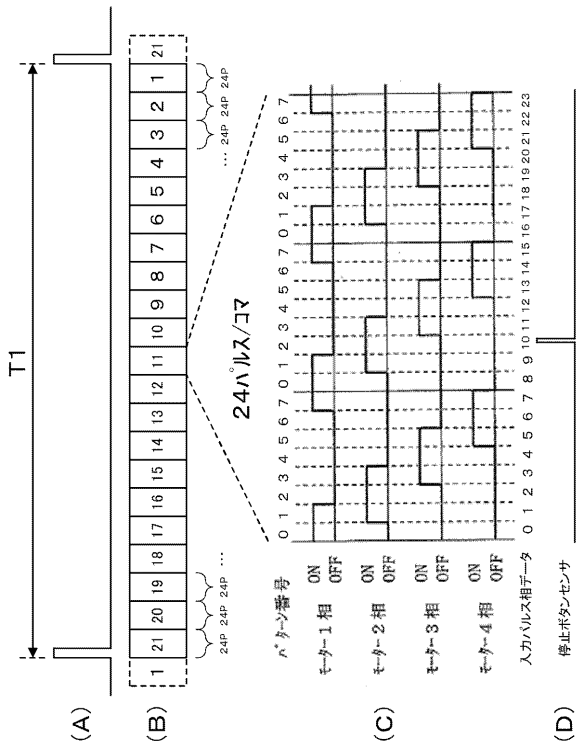 T1
(A)
(B)
1 21 20 19 18 17 16 15 14 13 12 11 10 9 8 7 6 5 4 3 2 1 21
24P 24P 24P … … 24P 24P 24P
24パルス/コマ
(C)
パターン番号 0 1 2 3 4 5 6 7 0 1 2 3 4 5 6 7 0 1 2 3 4 5 6 7
モーター1相 ON OFF
モーター2相 ON OFF
モーター3相 ON OFF
モーター4相 ON OFF
入力パルス相データ 0 1 2 3 4 5 6 7 8 9 10 11 12 13 14 15 16 17 18 19 20 21 22 23
(D)
停止ボタンセンサ